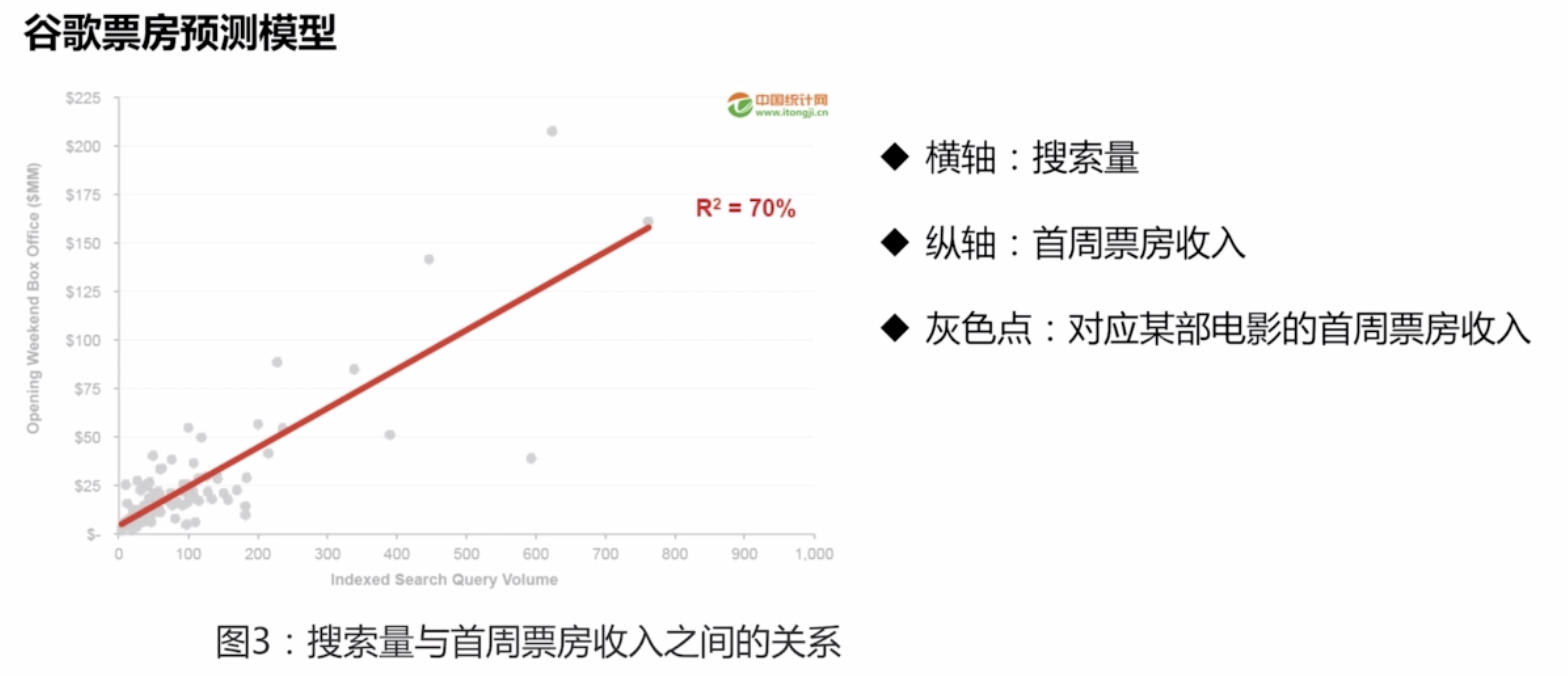 谷歌票房预测模型
中国统计网
www.itongji.cn
$225
$200
$175
$150
$125
$100
$75
$50
$25
$-
Opening Weekend Box Office ($MM)
R² = 70%
0 100 200 300 400 500 600 700 800 900 1,000
Indexed Search Query Volume
图3：搜索量与首周票房收入之间的关系
◆ 横轴：搜索量
◆ 纵轴：首周票房收入
◆ 灰色点：对应某部电影的首周票房收入